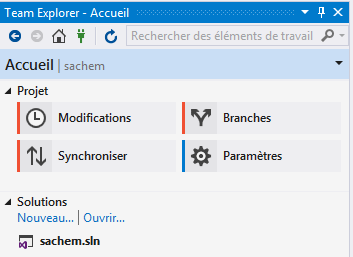 Team Explorer - Accueil
Rechercher des éléments de travail
Accueil | sachem
Projet
Modifications Branches
Synchroniser Paramètres
Solutions
Nouveau... | Ouvrir...
sachem.sln